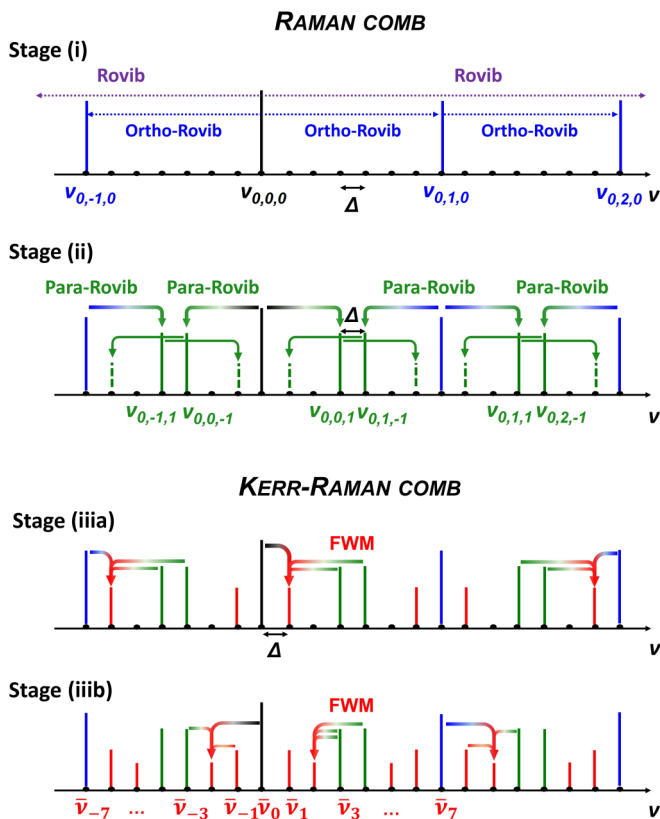 RAMAN COMB
Stage (i)
Rovib Rovib
Ortho-Rovib Ortho-Rovib Ortho-Rovib
ν0,-1,0 ν0,0,0 Δ ν0,1,0 ν0,2,0 ν
Stage (ii)
Para-Rovib Para-Rovib Para-Rovib Para-Rovib
Δ
ν0,-1,1 ν0,0,-1 ν0,0,1 ν0,1,-1 ν0,1,1 ν0,2,-1 ν
KERR-RAMAN COMB
Stage (iiia)
FWM
Δ ν
Stage (iiib)
FWM
ν̅₋₇ ... ν̅₋₃ ν̅₋₁ ν̅₀ ν̅₁ ν̅₃ ... ν̅₇ ν